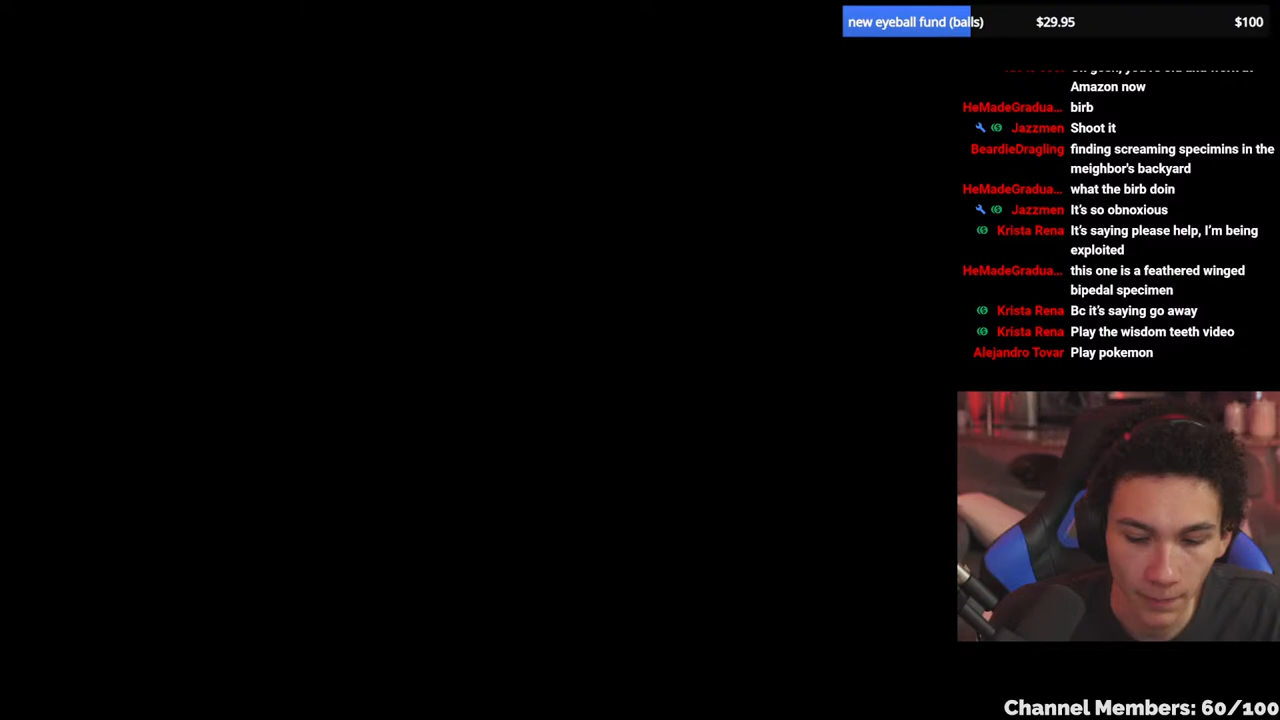 new eyeball fund (balls) $29.95 $100
Amazon now
HeMadeGradua... birb
Jazzmen Shoot it
BeardieDragling finding screaming specimins in the
neighbor's backyard
HeMadeGradua... what the birb doin
Jazzmen It's so obnoxious
Krista Rena It's saying please help, I'm being
exploited
HeMadeGradua... this one is a feathered winged
bipedal specimen
Krista Rena Bc it's saying go away
Krista Rena Play the wisdom teeth video
Alejandro Tovar Play pokemon
Channel Members: 60/100